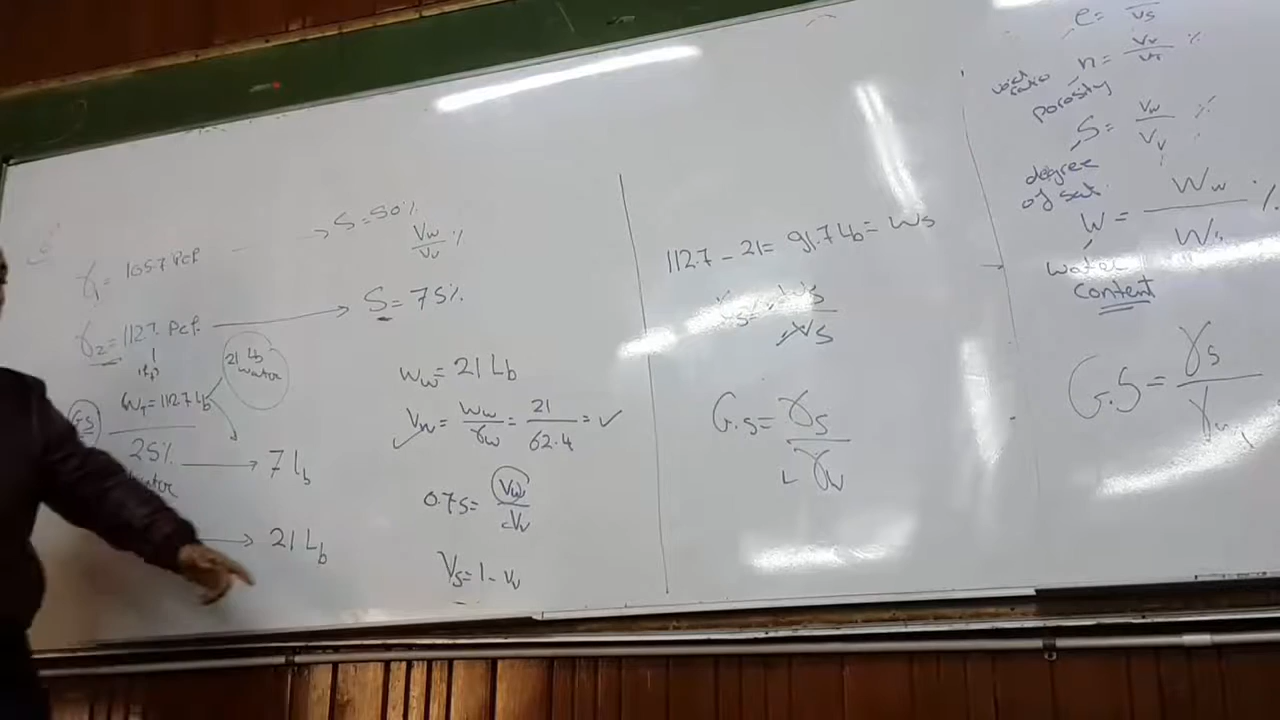 γ₁ = 105.7 Pcf → S = 50%
Vw/Vv %
γ₂ = 112.7 Pcf → S = 75%
21 Lb water
WT = 112.7 Lb
G.S
25% → 7 Lb
→ 21 Lb
Ww = 21 Lb
Vw = Ww/γw = 21/62.4 = ✓
0.75 = Vw/Vv
Vs = 1 - Vv
112.7 - 21 = 91.7 Lb = Ws
γs = Ws/Vs
G.s = γs/γw
e = Vv/Vs
void ratio
n = Vv/VT %
porosity
S = Vw/Vv %
degree of sat.
W = Ww/Ws %
water content
G.S = γs/γw